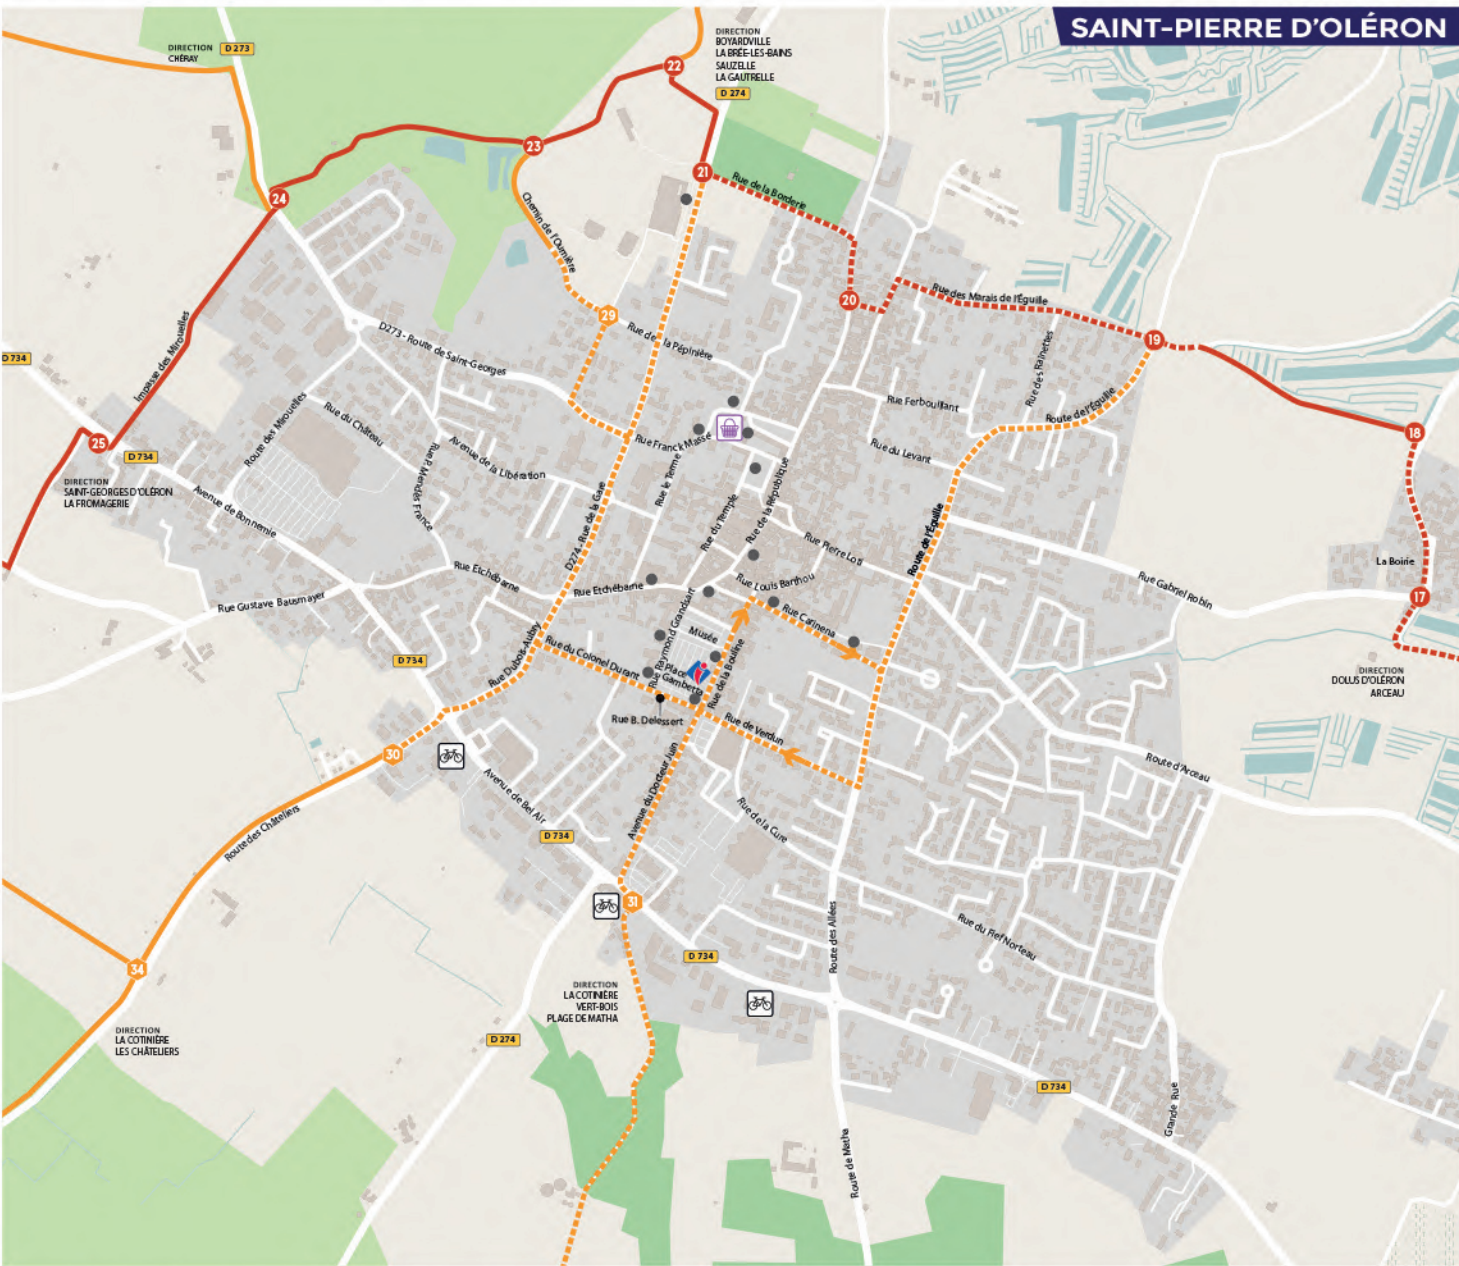 SAINT-PIERRE D'OLÉRON
DIRECTION
CHÉRAY
D 273
DIRECTION
BOYARDVILLE
LA BRÉE-LES-BAINS
SAUZELLE
LA GAUTRELLE
D 274
22
23
21
24
Rue de la Borderie
Chemin de l'Oumière
20
Rue des Marais de l'Éguille
29
19
Rue de la Pépinière
D273 - Route de Saint-Georges
Impasse des Mirouelles
D 734
Rue des Rainettes
Rue Ferbouillant
Route de l'Éguille
Route des Mirouelles
Rue du Château
18
25
Rue Franck Massé
Rue du Levant
Avenue de la Libération
Rue P. Mendès France
D 734
Rue le Terme
Rue de la République
DIRECTION
SAINT-GEORGES D'OLÉRON
LA FROMAGERIE
Avenue de Bonnemie
D274 - Rue de la Gaie
Rue du Temple
Route de l'Éguille
Rue Pierre Loti
La Boirie
Rue Etchébarne
Rue Etchébarne
Rue Louis Barthou
Rue Gabriel Robin
17
Rue Gustave Bausmayer
Rue Carinena
Rue Raymond Grandsart
Musée
Rue Dubois-Aubry
Rue du Colonel Durant
Place
Gambetta
Rue de la Bouline
D 734
DIRECTION
DOLUS D'OLÉRON
ARCEAU
Rue B. Delessert
Rue de Verdun
30
Route d'Arceau
Avenue de Bel Air
Avenue du Docteur Juin
Rue de la Cure
Route des Châteliers
D 734
31
Route des Allées
Rue du Fief Norteau
D 734
34
DIRECTION
LA COTINIÈRE
VERT-BOIS
PLAGE DE MATHA
DIRECTION
LA COTINIÈRE
LES CHÂTELIERS
D 274
D 734
Grande Rue
Route de Matha